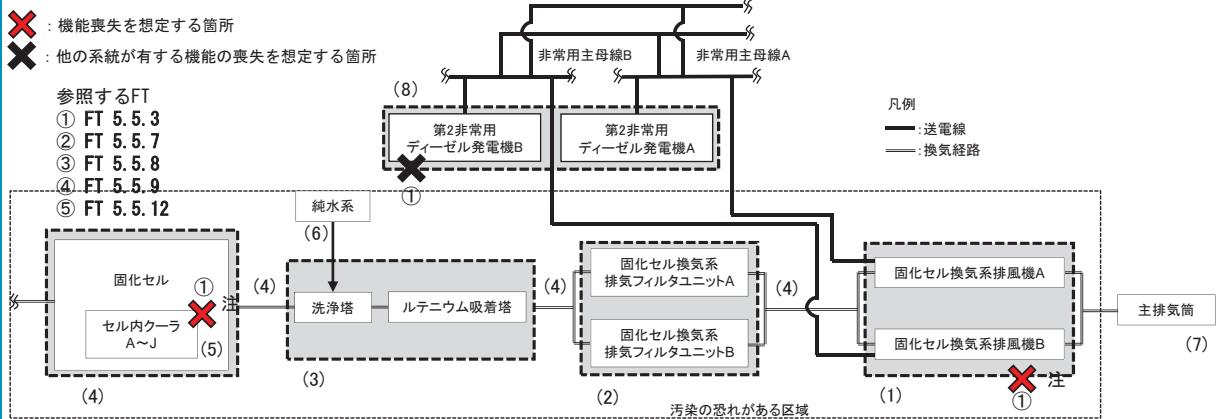 ：機能喪失を想定する箇所
：他の系統が有する機能の喪失を想定する箇所
参照するFT
① FT 5.5.3
② FT 5.5.7
③ FT 5.5.8
④ FT 5.5.9
⑤ FT 5.5.12
非常用主母線B
非常用主母線A
(8)
第2非常用
ディーゼル発電機B
第2非常用
ディーゼル発電機A
①
凡例
:送電線
:換気経路
純水系
(6)
固化セル
①
注
セル内クーラ
A～J
(5)
(4)
(4)
洗浄塔
ルテニウム吸着塔
(3)
(4)
固化セル換気系
排気フィルタユニットA
固化セル換気系
排気フィルタユニットB
(2)
(4)
固化セル換気系排風機A
固化セル換気系排風機B
(1)
①
注
主排気筒
(7)
汚染の恐れがある区域